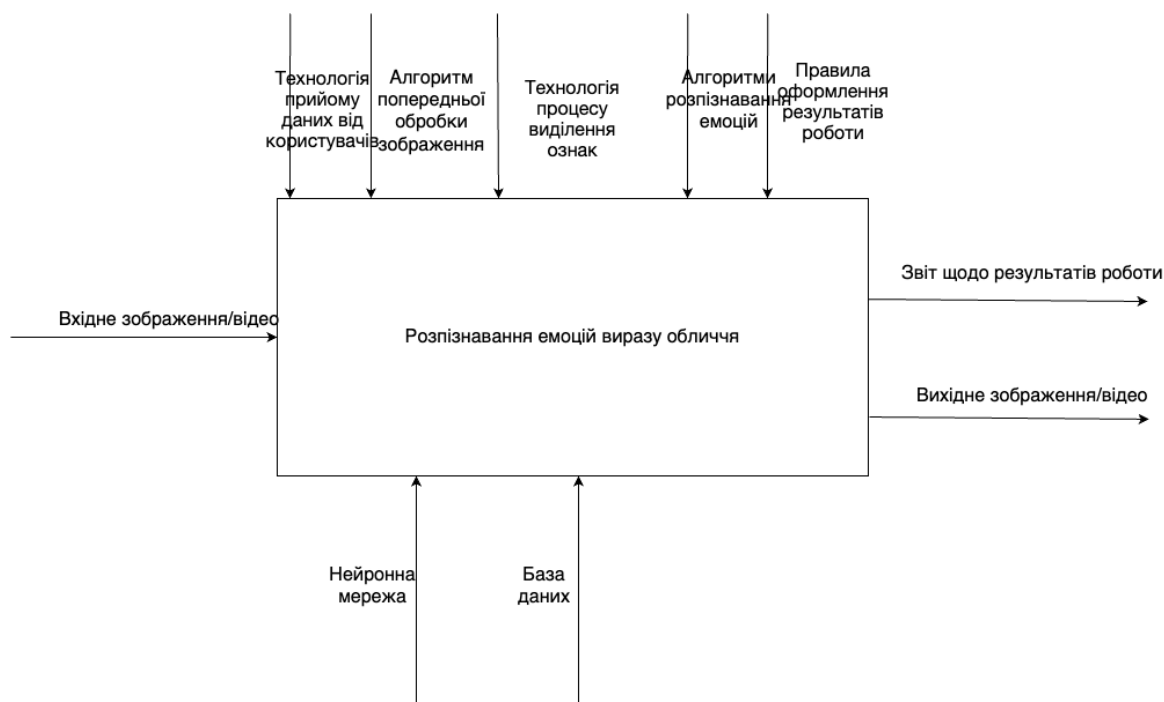 Технологія
прийому
даних від
користувачів
Алгоритм
попередньої
обробки
зображення
Технологія
процесу
виділення
ознак
Алгоритми
розпізнавання
емоцій
Правила
оформлення
результатів
роботи
Вхідне зображення/відео
Розпізнавання емоцій виразу обличчя
Звіт щодо результатів роботи
Вихідне зображення/відео
Нейронна
мережа
База
даних